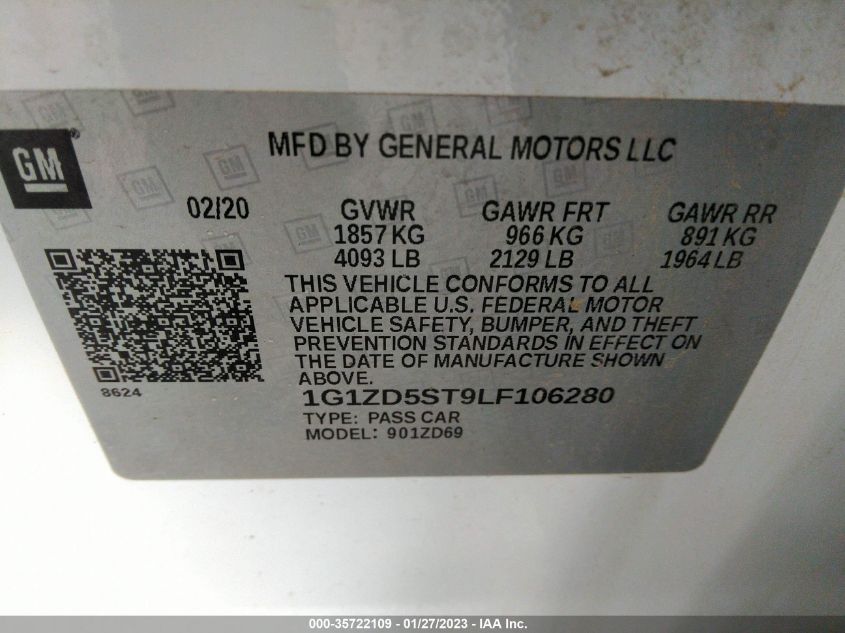 GM
MFD BY GENERAL MOTORS LLC
02/20 GVWR GAWR FRT GAWR RR
1857 KG 966 KG 891 KG
4093 LB 2129 LB 1964 LB
THIS VEHICLE CONFORMS TO ALL
APPLICABLE U.S. FEDERAL MOTOR
VEHICLE SAFETY, BUMPER, AND THEFT
PREVENTION STANDARDS IN EFFECT ON
THE DATE OF MANUFACTURE SHOWN
ABOVE.
8624
1G1ZD5ST9LF106280
TYPE: PASS CAR
MODEL: 901ZD69
000-35722109 - 01/27/2023 - IAA Inc.